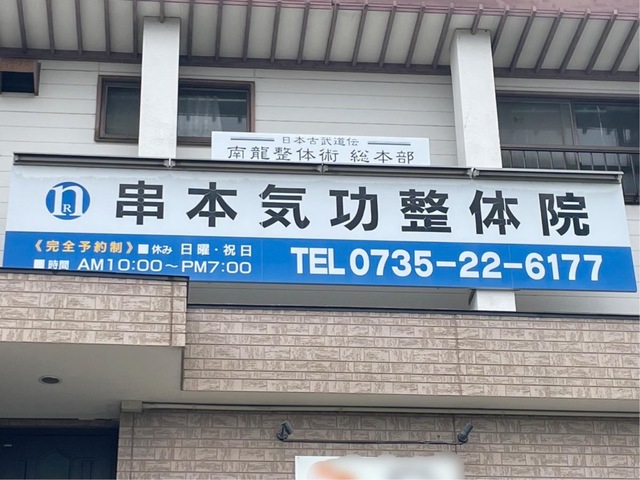 日本古武道伝
南龍整体術 総本部
nR 串本気功整体院
《完全予約制》■休み 日曜・祝日
■時間 AM10:00～PM7:00
TEL0735-22-6177